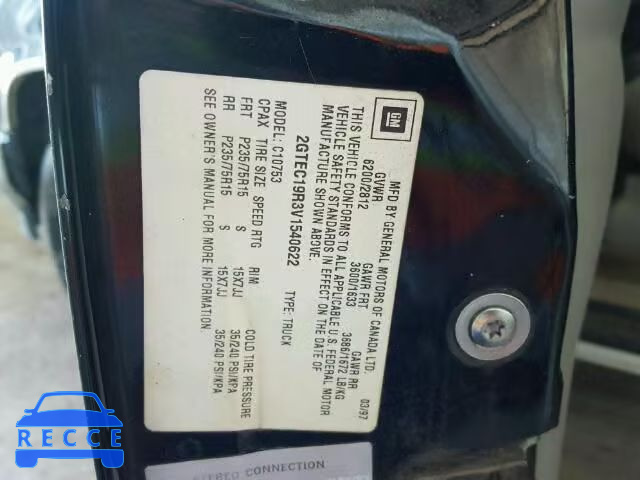 GM
MFD BY GENERAL MOTORS OF CANADA LTD. 03/97
GVWR GAWR FRT GAWR RR
6200/2812 3600/1633 3686/1672 LB/KG
THIS VEHICLE CONFORMS TO ALL APPLICABLE U.S. FEDERAL MOTOR
VEHICLE SAFETY STANDARDS IN EFFECT ON THE DATE OF
MANUFACTURE SHOWN ABOVE.
2GTEC19R3V1540622 TYPE: TRUCK
MODEL: C10753
CPAX TIRE SIZE SPEED RTG RIM COLD TIRE PRESSURE
FRT P235/75R15 S 15X7JJ 35/240 PSI/KPA
RR P235/75R15 S 15X7JJ 35/240 PSI/KPA
SEE OWNER'S MANUAL FOR MORE INFORMATION
STEREO CONNECTION
RECCE